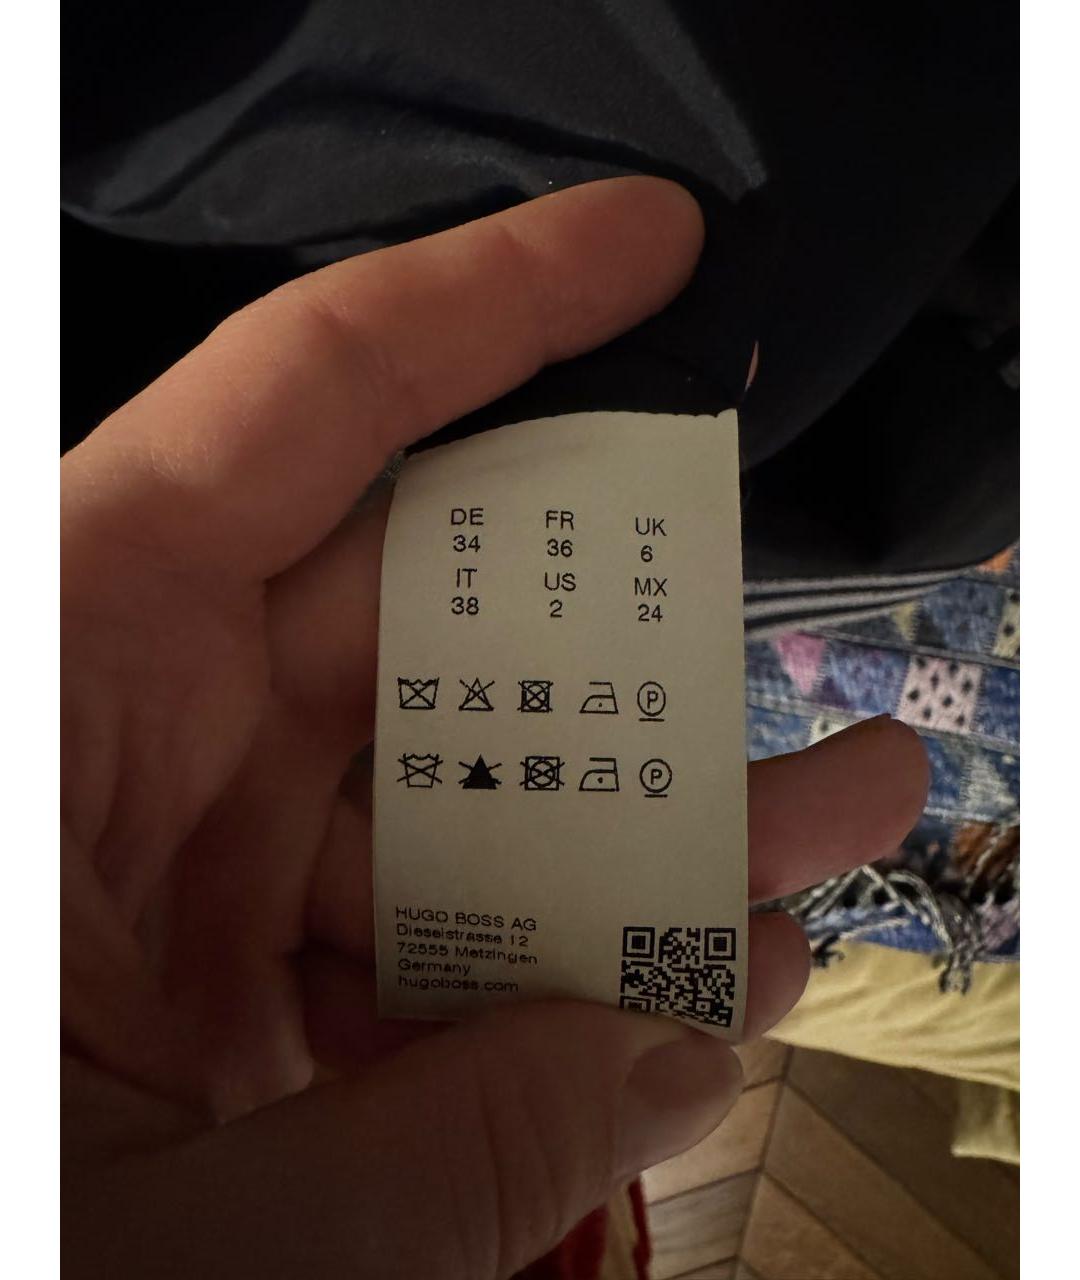 DE FR UK
34 36 6
IT US MX
38 2 24
P
P
HUGO BOSS AG
Dieselstrasse 12
72555 Metzingen
Germany
hugoboss.com